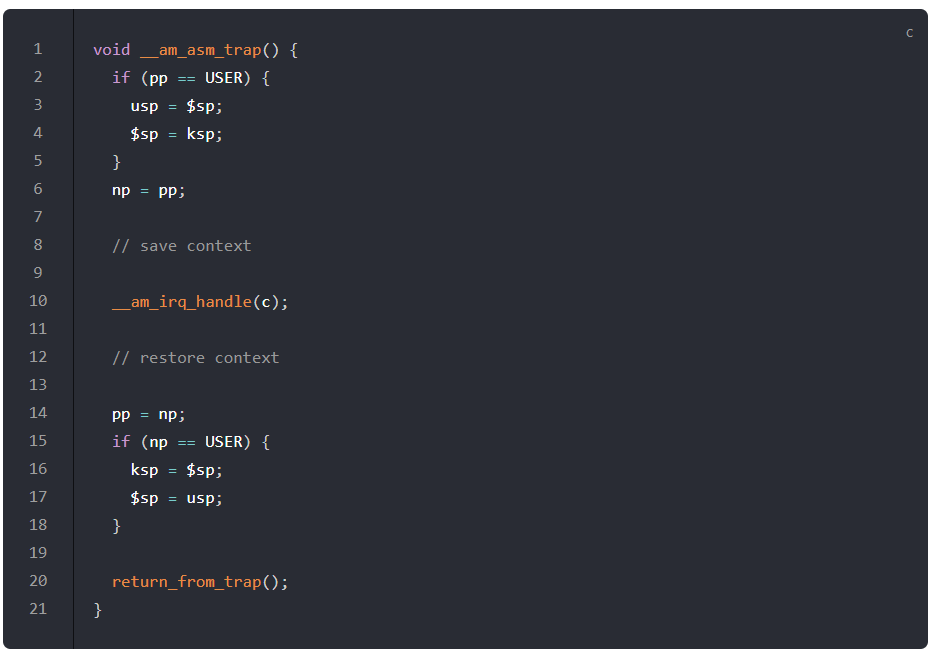 c
1 void __am_asm_trap() {
2   if (pp == USER) {
3     usp = $sp;
4     $sp = ksp;
5   }
6   np = pp;
7
8   // save context
9
10   __am_irq_handle(c);
11
12   // restore context
13
14   pp = np;
15   if (np == USER) {
16     ksp = $sp;
17     $sp = usp;
18   }
19
20   return_from_trap();
21 }